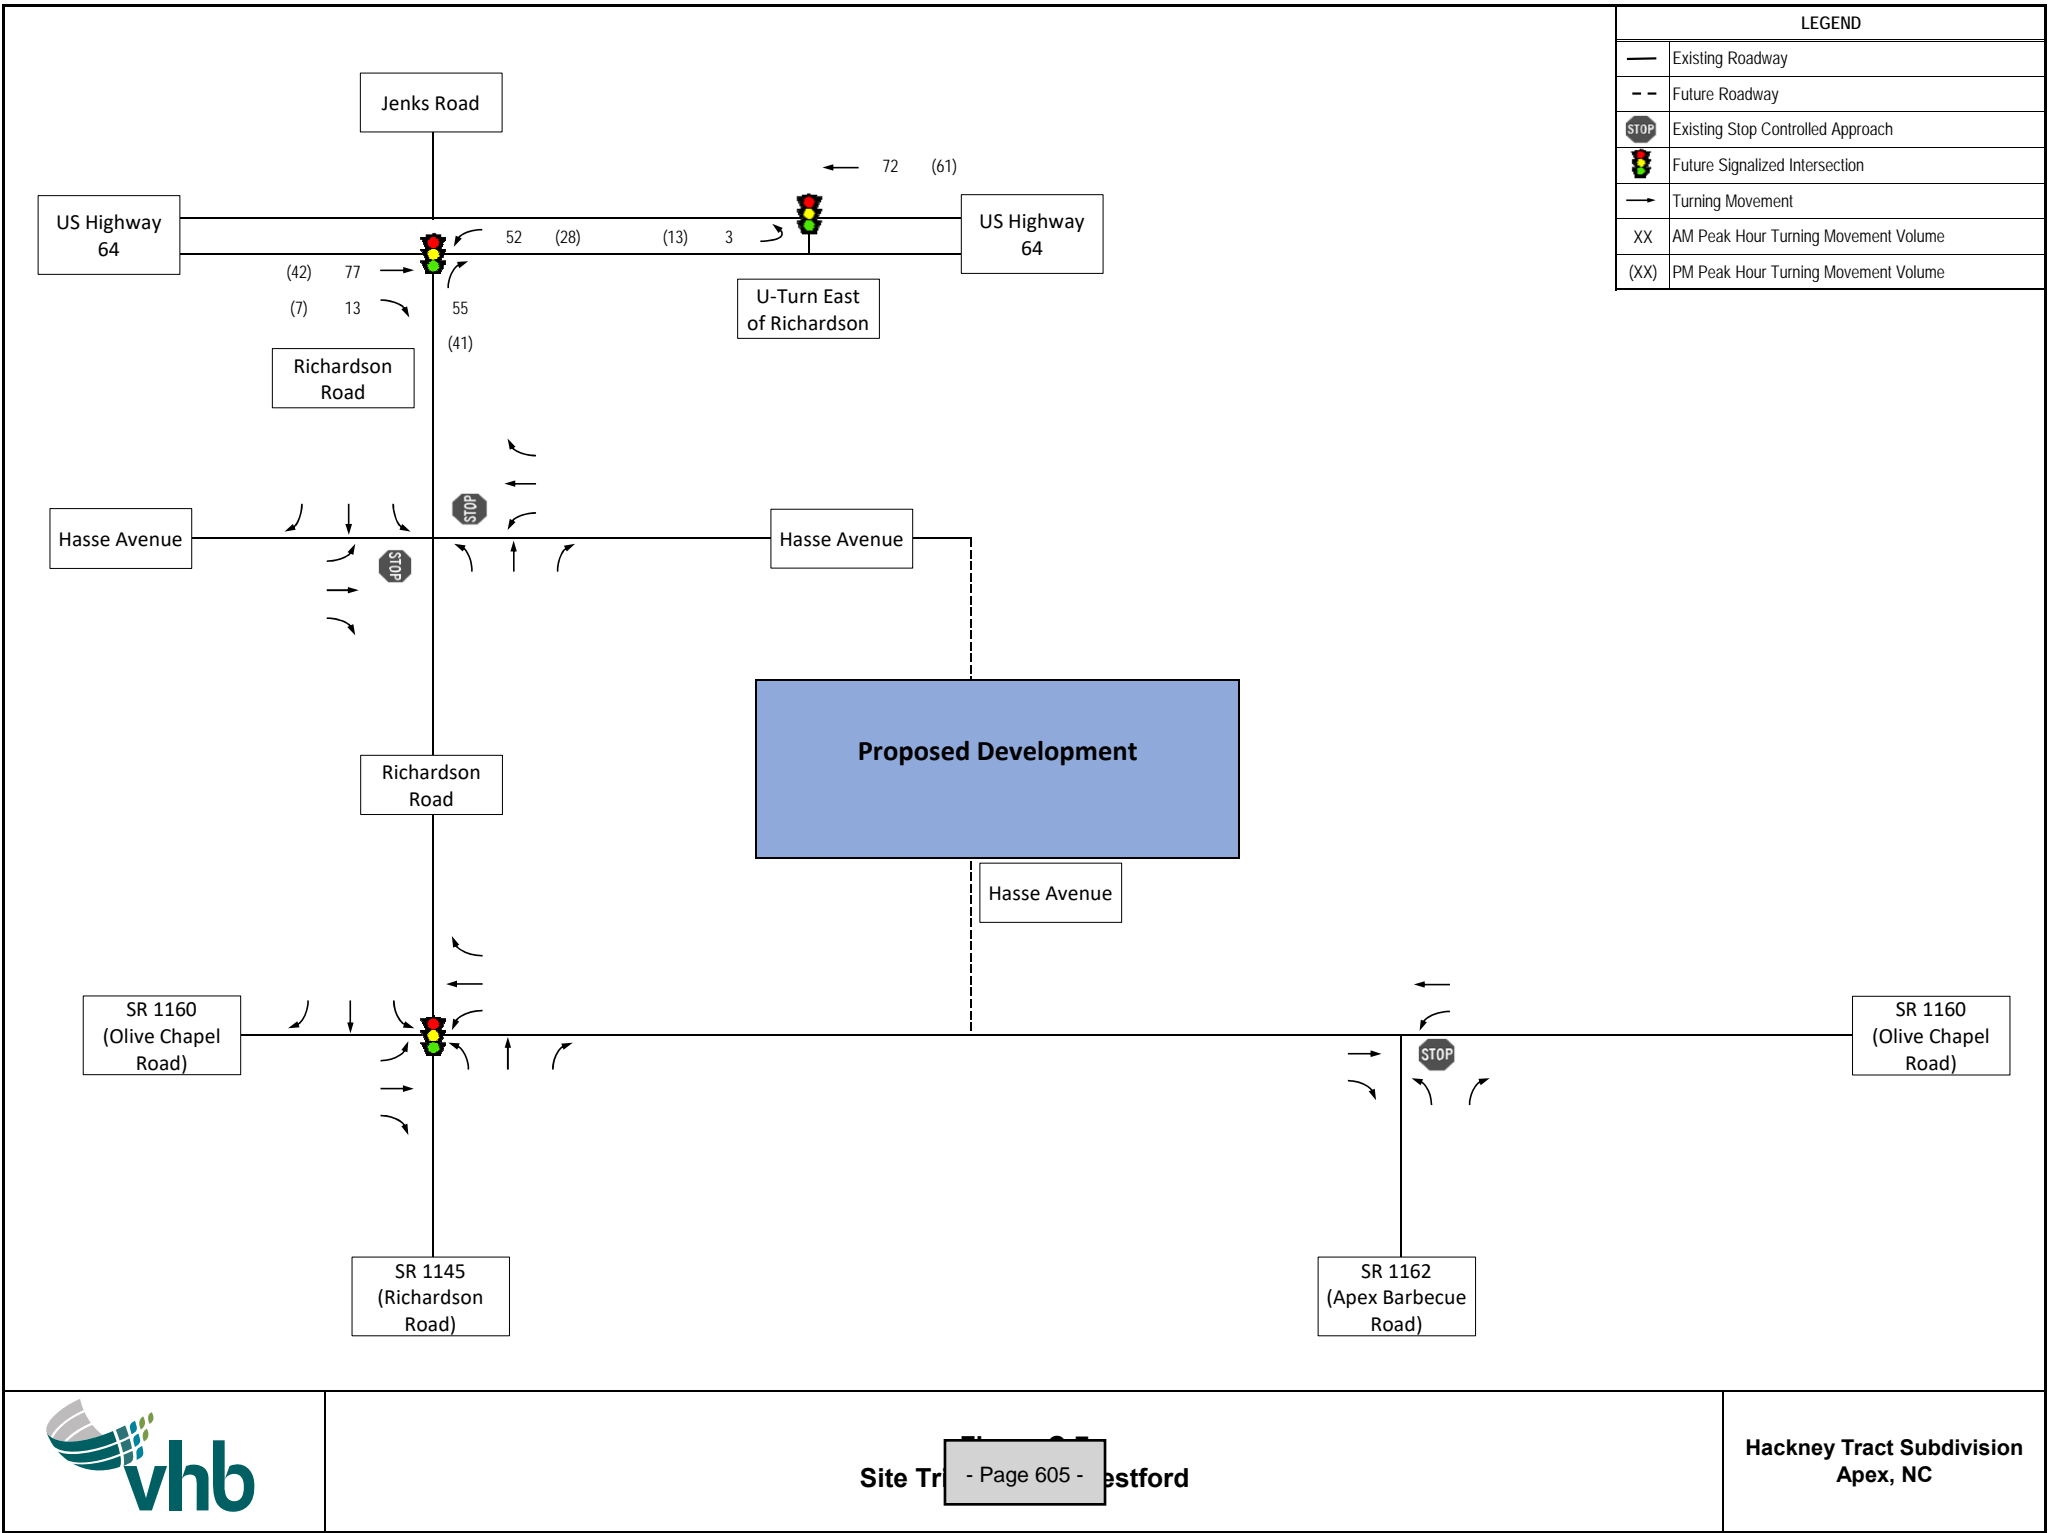 LEGEND
Existing Roadway
Future Roadway
STOP Existing Stop Controlled Approach
Future Signalized Intersection
Turning Movement
XX AM Peak Hour Turning Movement Volume
(XX) PM Peak Hour Turning Movement Volume
Jenks Road
72 (61)
US Highway
64
52 (28) (13) 3
US Highway
64
(42) 77
(7) 13
55
(41)
U-Turn East
of Richardson
Richardson
Road
STOP
Hasse Avenue
Hasse Avenue
STOP
Proposed Development
Richardson
Road
Hasse Avenue
SR 1160
(Olive Chapel
Road)
SR 1160
(Olive Chapel
Road)
STOP
SR 1145
(Richardson
Road)
SR 1162
(Apex Barbecue
Road)
vhb
Site
- Page 605 -
Hackney Tract Subdivision
Apex, NC